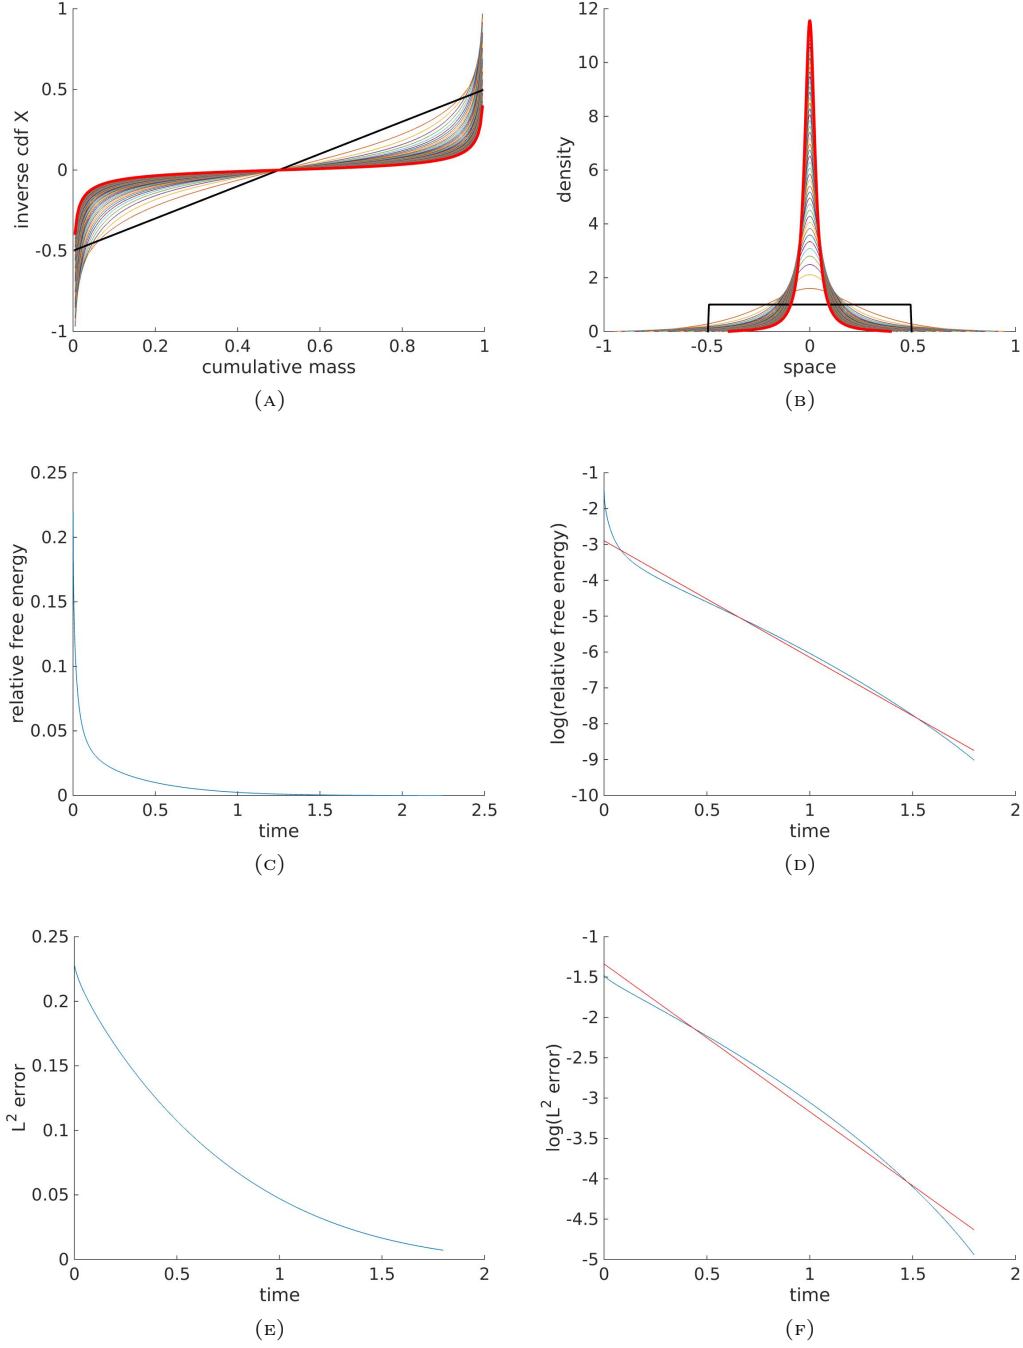 1
0.5
0
-0.5
-1
inverse cdf X
0 0.2 0.4 0.6 0.8 1
cumulative mass
(A)
12
10
8
6
4
2
0
density
-1 -0.5 0 0.5 1
space
(B)
0.25
0.2
0.15
0.1
0.05
0
relative free energy
0 0.5 1 1.5 2 2.5
time
(C)
-1
-2
-3
-4
-5
-6
-7
-8
-9
-10
log(relative free energy)
0 0.5 1 1.5 2
time
(D)
0.25
0.2
0.15
0.1
0.05
0
L² error
0 0.5 1 1.5 2
time
(E)
-1
-1.5
-2
-2.5
-3
-3.5
-4
-4.5
-5
log(L² error)
0 0.5 1 1.5 2
time
(F)